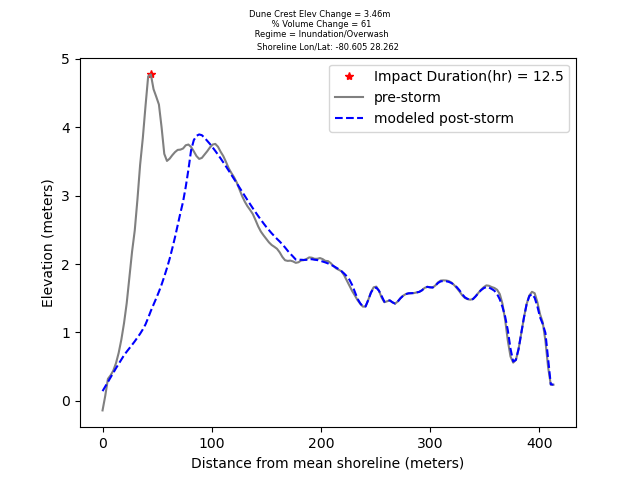 Dune Crest Elev Change = 3.46m
% Volume Change = 61
Regime = Inundation/Overwash
Shoreline Lon/Lat: -80.605 28.262
Impact Duration(hr) = 12.5
pre-storm
modeled post-storm
Elevation (meters)
5
4
3
2
1
0
0 100 200 300 400
Distance from mean shoreline (meters)